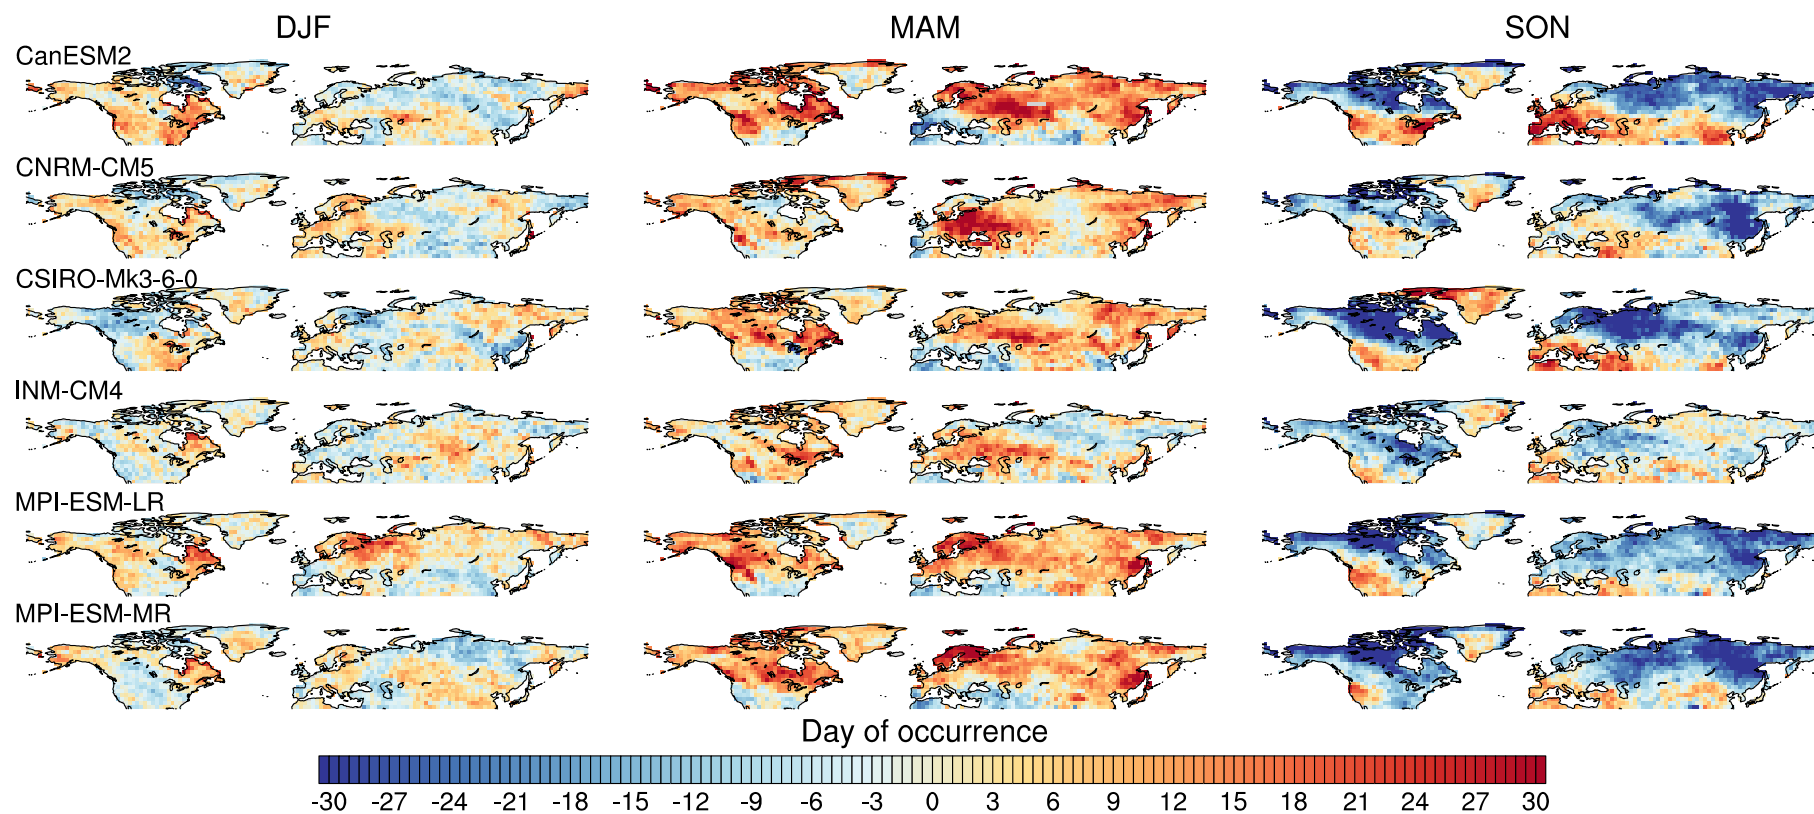 DJF MAM SON
CanESM2
CNRM-CM5
CSIRO-Mk3-6-0
INM-CM4
MPI-ESM-LR
MPI-ESM-MR
Day of occurrence
-30 -27 -24 -21 -18 -15 -12 -9 -6 -3 0 3 6 9 12 15 18 21 24 27 30